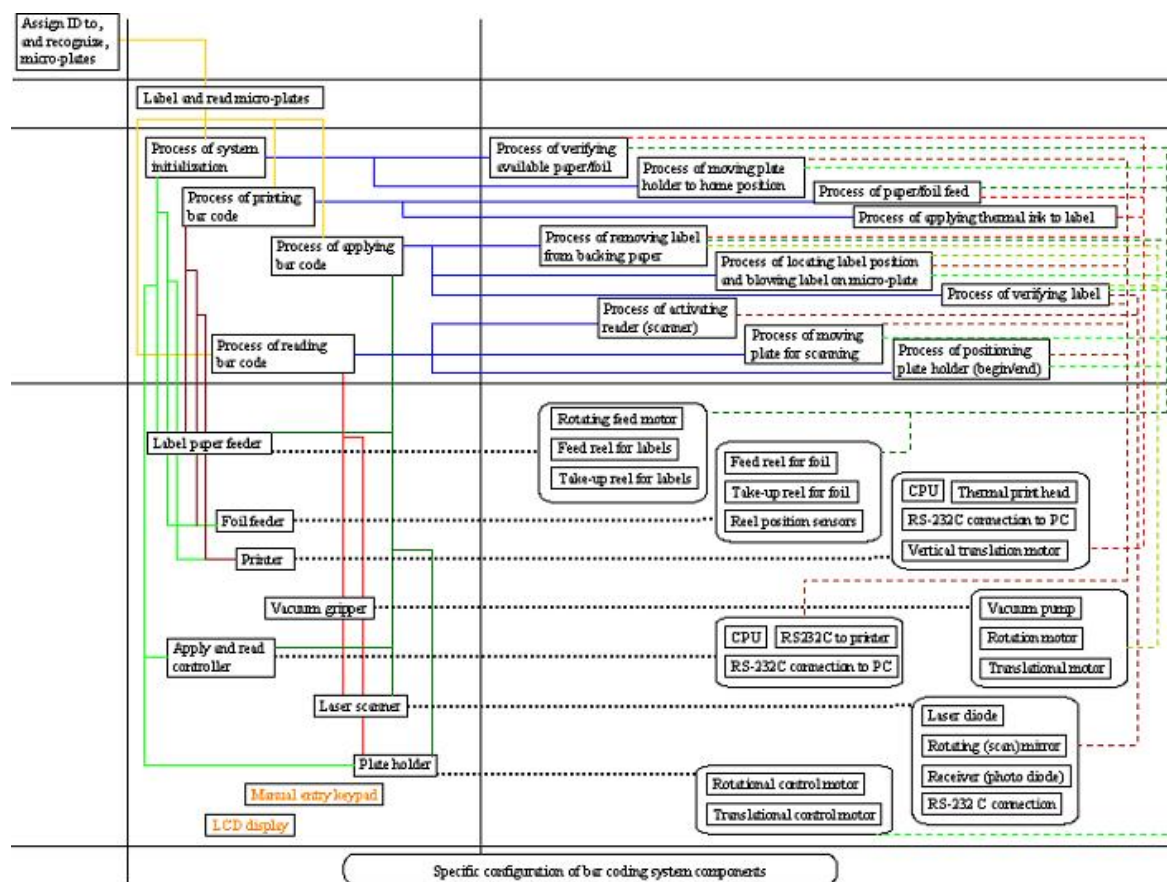 Assign ID to,
and recognize,
micro-plates
Label and read micro-plates
Process of system
initialization
Process of verifying
available paper/foil
Process of moving plate
holder to home position
Process of printing
bar code
Process of paper/foil feed
Process of applying thermal ink to label
Process of applying
bar code
Process of removing label
from backing paper
Process of locating label position
and blowing label on micro-plate
Process of verifying label
Process of activating
reader (scanner)
Process of reading
bar code
Process of moving
plate for scanning
Process of positioning
plate holder (begin/end)
Label paper feeder
Rotating feed motor
Feed reel for labels
Take-up reel for labels
Feed reel for foil
Take-up reel for foil
Reel position sensors
CPU
Thermal print head
RS-232C connection to PC
Vertical translation motor
Foil feeder
Printer
Vacuum gripper
Vacuum pump
Rotation motor
Translational motor
Apply and read
controller
CPU
RS232C to printer
RS-232C connection to PC
Laser scanner
Laser diode
Rotating (scan) mirror
Receiver (photo diode)
RS-232 C connection
Plate holder
Rotational control motor
Translational control motor
Manual entry keypad
LCD display
Specific configuration of bar coding system components